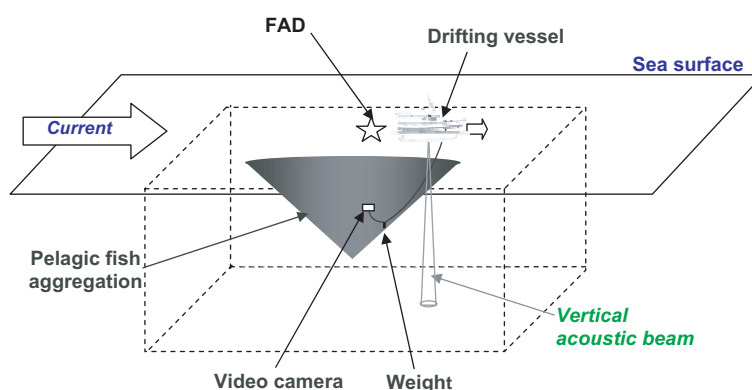 FAD
Drifting vessel
Sea surface
Current
Pelagic fish
aggregation
Vertical
acoustic beam
Video camera
Weight